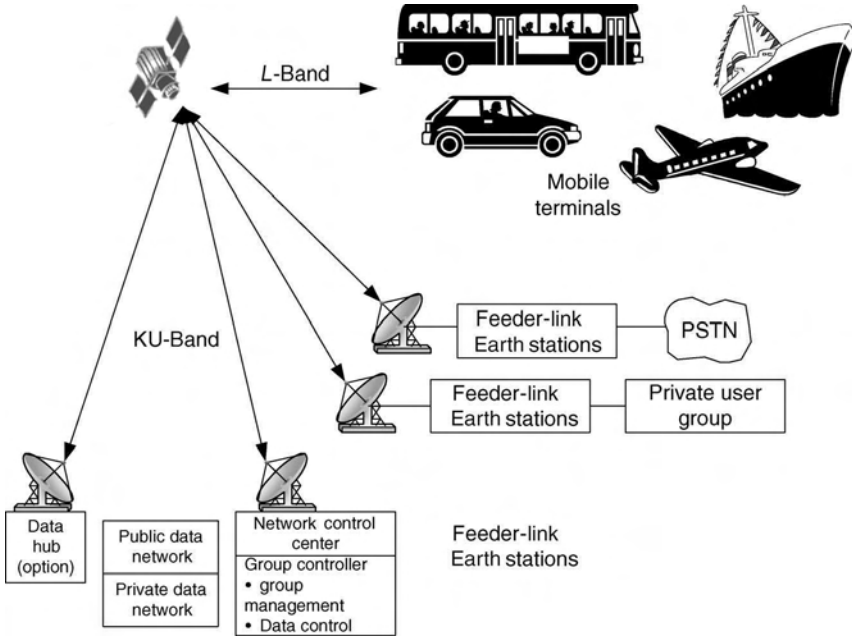 L-Band
Mobile
terminals
KU-Band
Feeder-link
Earth stations
PSTN
Feeder-link
Earth stations
Private user
group
Data
hub
(option)
Public data
network
Private data
network
Network control
center
Group controller
• group
management
• Data control
Feeder-link
Earth stations